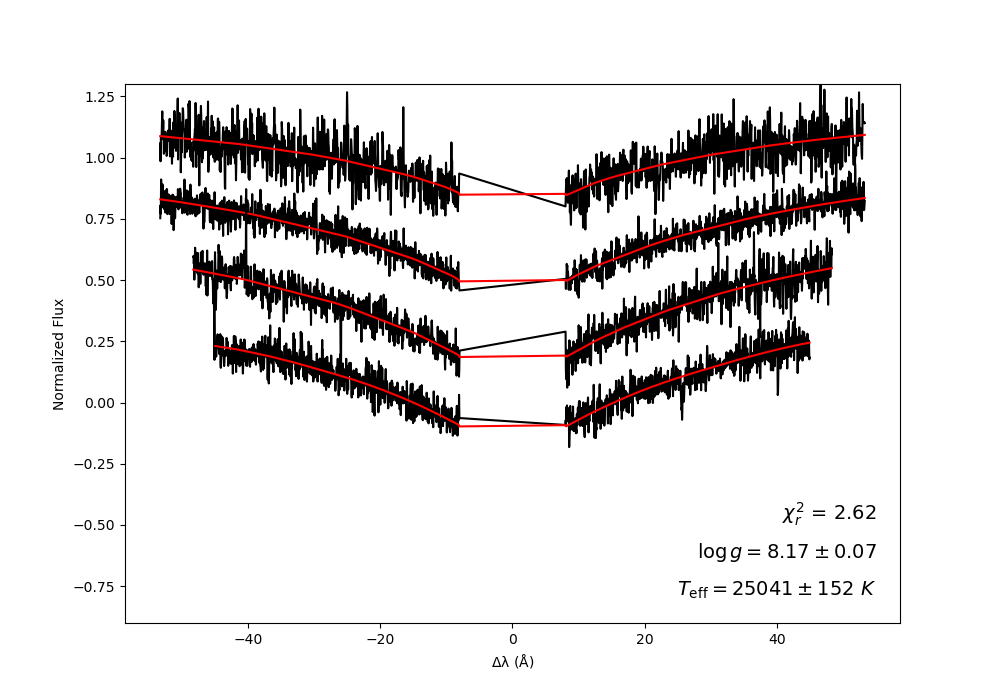 1.25
1.00
0.75
0.50
0.25
0.00
−0.25
−0.50
−0.75
Normalized Flux
χ²ᵣ = 2.62
log g = 8.17 ± 0.07
T_eff = 25041 ± 152 K
−40 −20 0 20 40
Δλ (Å)